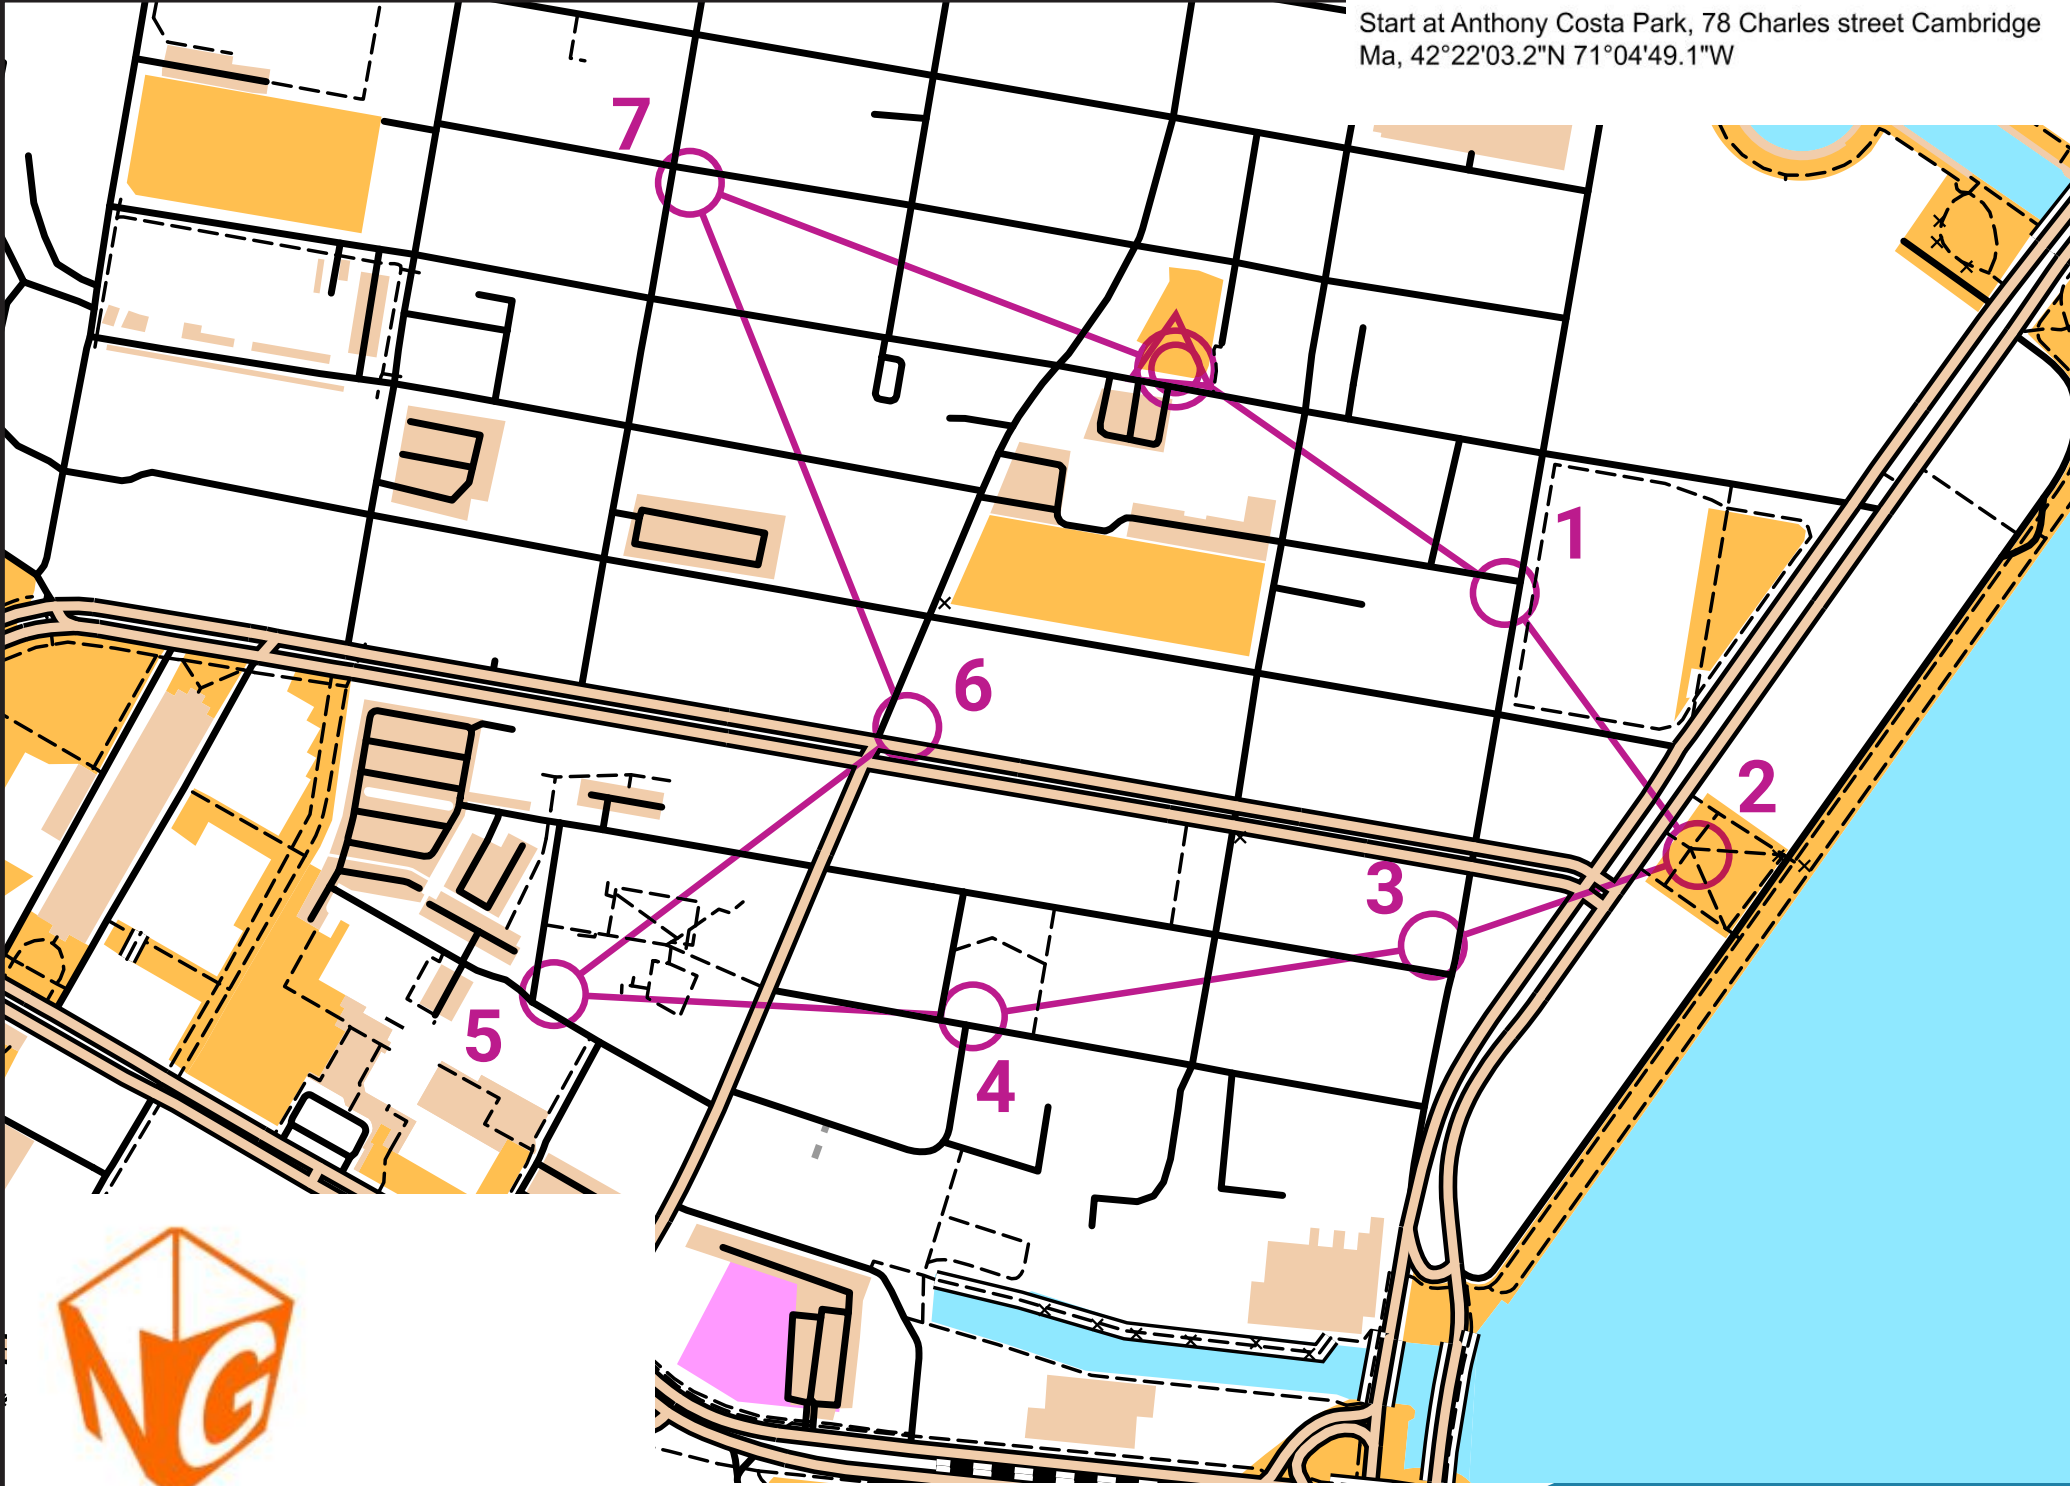 Start at Anthony Costa Park, 78 Charles street Cambridge
Ma, 42°22'03.2"N 71°04'49.1"W
7
1
6
2
3
5
4
NG